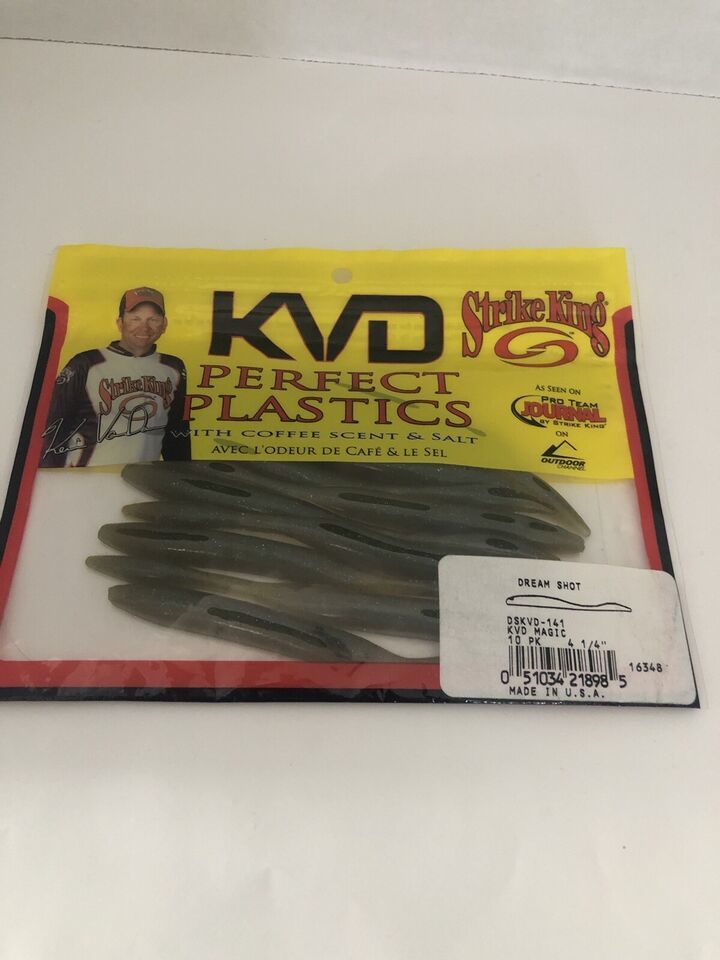 KVD
PERFECT
PLASTICS
WITH COFFEE SCENT & SALT
AVEC L'ODEUR DE CAFÉ & LE SEL
Strike King®
AS SEEN ON
PRO TEAM
JOURNAL
BY STRIKE KING®
ON
OUTDOOR
CHANNEL
Strike King
DREAM SHOT
DSKVD-141
KVD MAGIC
10 PK 4 1/4"
16348
0 51034 21898 5
MADE IN U.S.A.